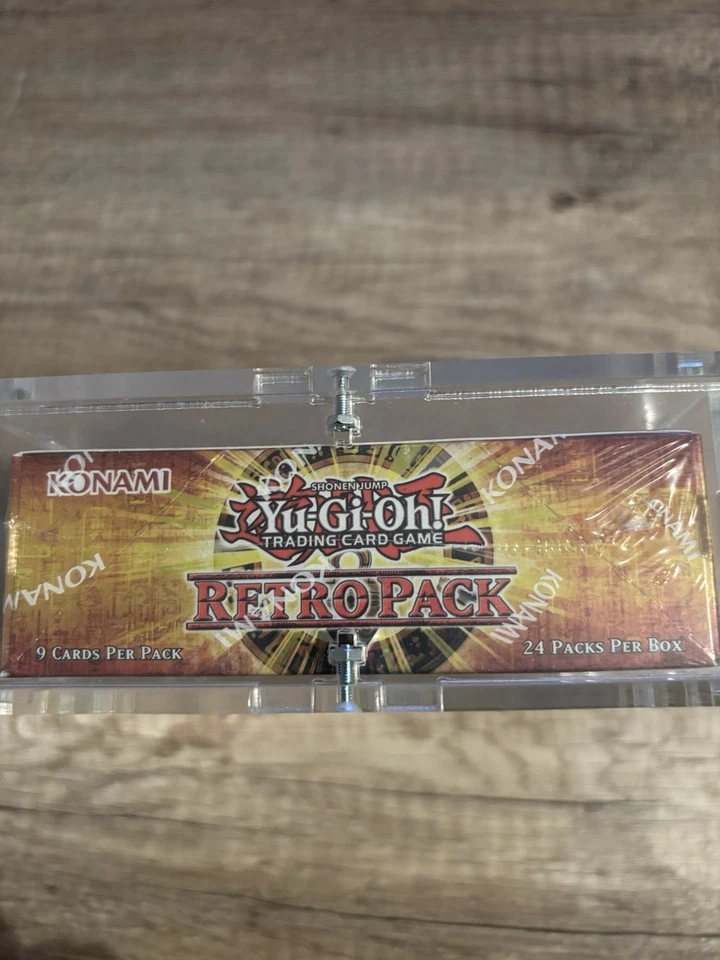 KONAMI
SHONEN JUMP
Yu-Gi-Oh!
TRADING CARD GAME
RETRO PACK
9 CARDS PER PACK
24 PACKS PER BOX
KONAMI
KONAMI
KONAMI
KONAMI